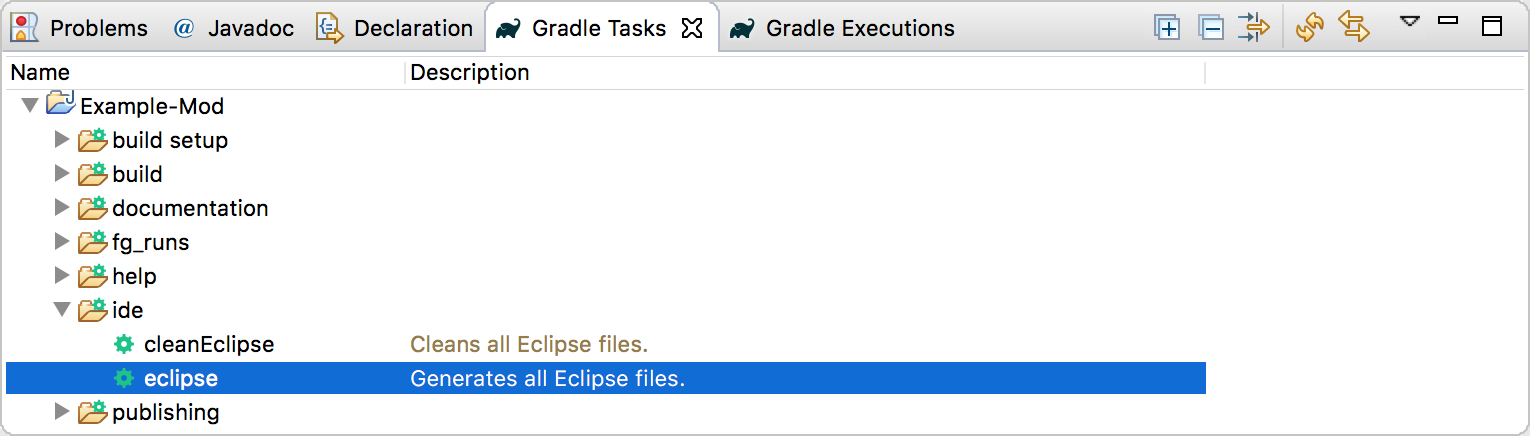 Problems @ Javadoc Declaration Gradle Tasks Gradle Executions
Name Description
Example-Mod
build setup
build
documentation
fg_runs
help
ide
cleanEclipse Cleans all Eclipse files.
eclipse Generates all Eclipse files.
publishing